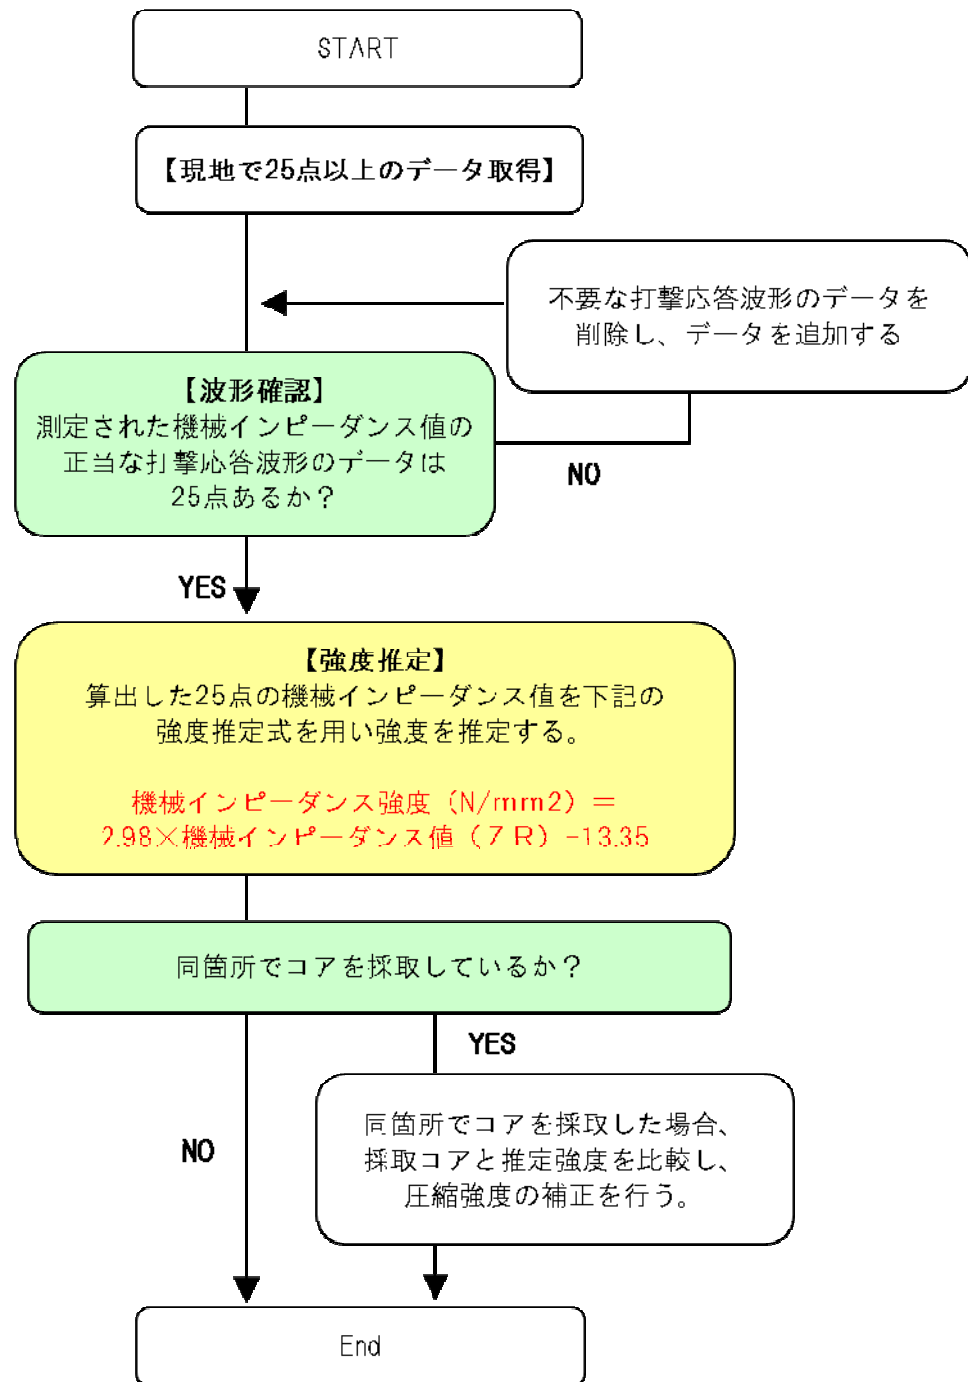 START
【現地で25点以上のデータ取得】
不要な打撃応答波形のデータを
削除し、データを追加する
【波形確認】
測定された機械インピーダンス値の
正当な打撃応答波形のデータは
25点あるか？
NO
YES
【強度推定】
算出した25点の機械インピーダンス値を下記の
強度推定式を用い強度を推定する。
機械インピーダンス強度（N/mm2）＝
2.98×機械インピーダンス値（ＺＲ）-13.35
同箇所でコアを採取しているか？
YES
同箇所でコアを採取した場合、
採取コアと推定強度を比較し、
圧縮強度の補正を行う。
NO
End